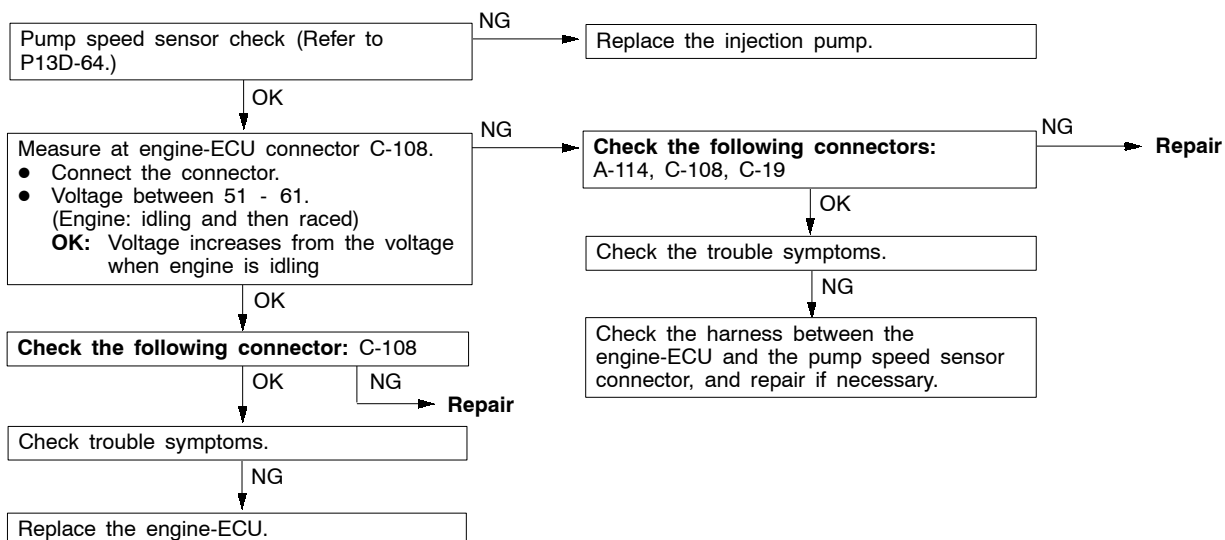 Pump speed sensor check (Refer to
P13D-64.)
NG
Replace the injection pump.
OK
Measure at engine-ECU connector C-108.
● Connect the connector.
● Voltage between 51 - 61.
(Engine: idling and then raced)
OK: Voltage increases from the voltage
when engine is idling
NG
Check the following connectors:
A-114, C-108, C-19
NG
Repair
OK
Check the trouble symptoms.
NG
Check the harness between the
engine-ECU and the pump speed sensor
connector, and repair if necessary.
OK
Check the following connector: C-108
OK
NG
Repair
Check trouble symptoms.
NG
Replace the engine-ECU.